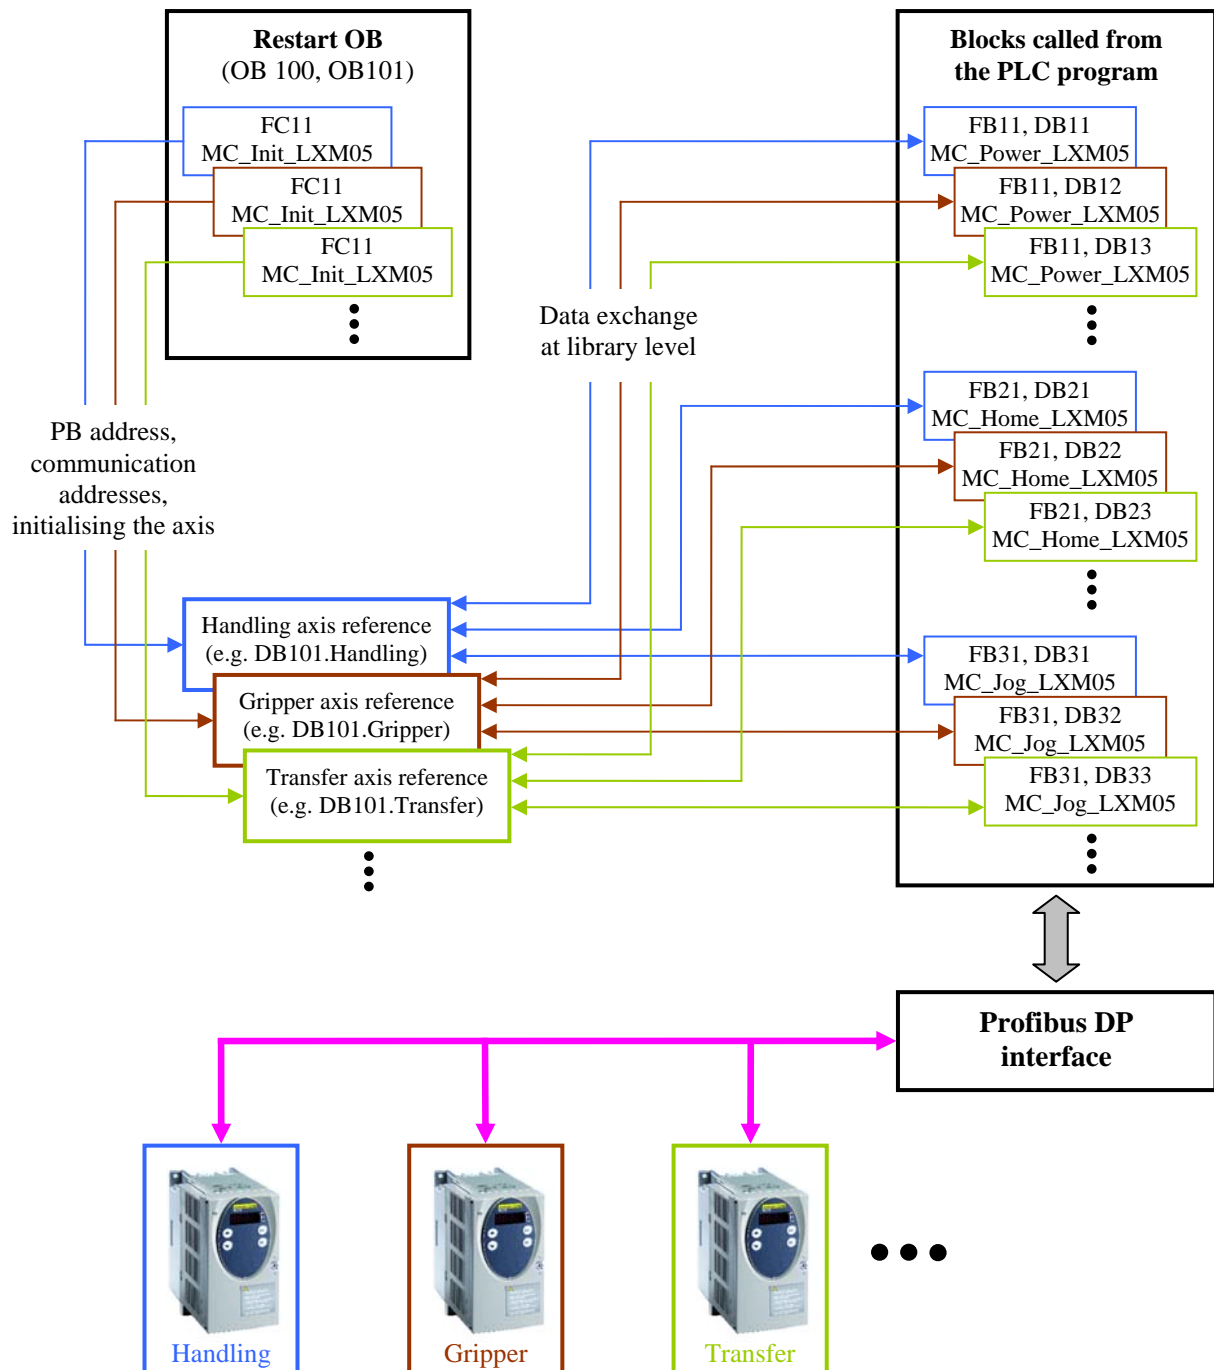 Restart OB
(OB 100, OB101)
FC11
MC_Init_LXM05
FC11
MC_Init_LXM05
FC11
MC_Init_LXM05
Blocks called from
the PLC program
FB11, DB11
MC_Power_LXM05
FB11, DB12
MC_Power_LXM05
FB11, DB13
MC_Power_LXM05
Data exchange
at library level
FB21, DB21
MC_Home_LXM05
FB21, DB22
MC_Home_LXM05
FB21, DB23
MC_Home_LXM05
PB address,
communication
addresses,
initialising the axis
Handling axis reference
(e.g. DB101.Handling)
Gripper axis reference
(e.g. DB101.Gripper)
Transfer axis reference
(e.g. DB101.Transfer)
FB31, DB31
MC_Jog_LXM05
FB31, DB32
MC_Jog_LXM05
FB31, DB33
MC_Jog_LXM05
Profibus DP
interface
Handling
Gripper
Transfer